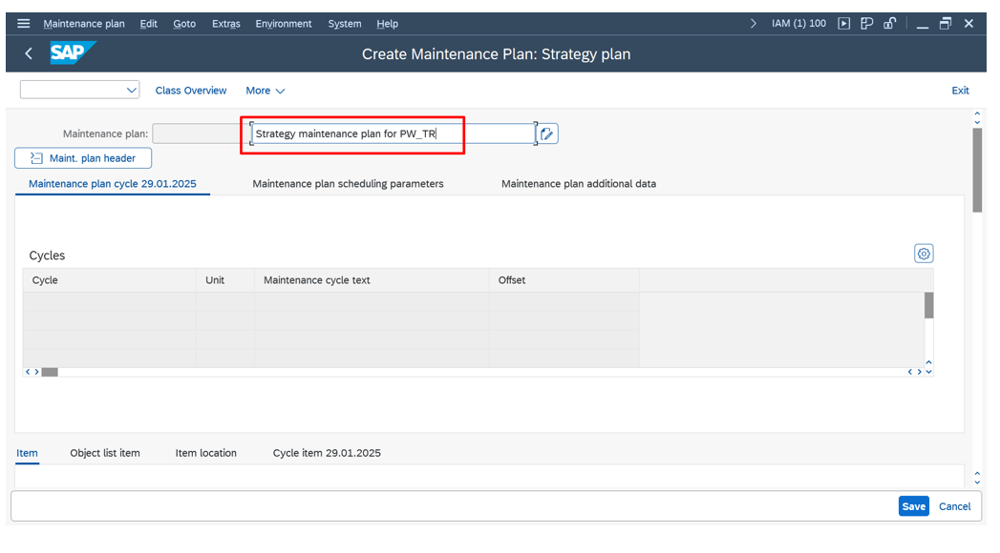 Maintenance plan Edit Goto Extras Environment System Help IAM (1) 100
SAP Create Maintenance Plan: Strategy plan
Class Overview More Exit
Maintenance plan: Strategy maintenance plan for PW_TR
Maint. plan header
Maintenance plan cycle 29.01.2025 Maintenance plan scheduling parameters Maintenance plan additional data
Cycles
Cycle Unit Maintenance cycle text Offset
Item Object list item Item location Cycle item 29.01.2025
Save Cancel